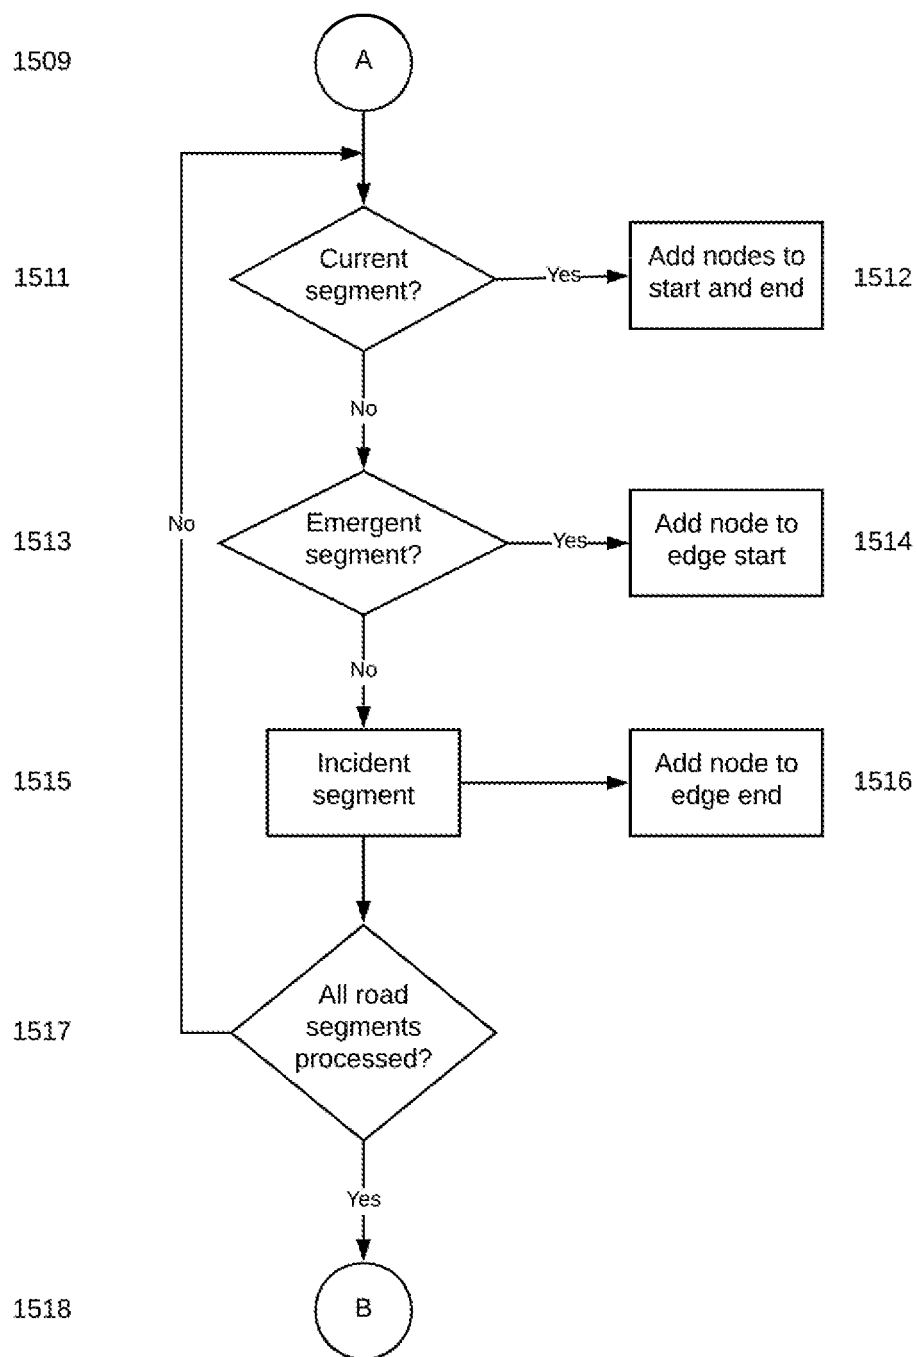 1509
A
1511
Current
segment?
Yes
Add nodes to
start and end
1512
No
No
1513
Emergent
segment?
Yes
Add node to
edge start
1514
No
1515
Incident
segment
Add node to
edge end
1516
1517
All road
segments
processed?
Yes
1518
B